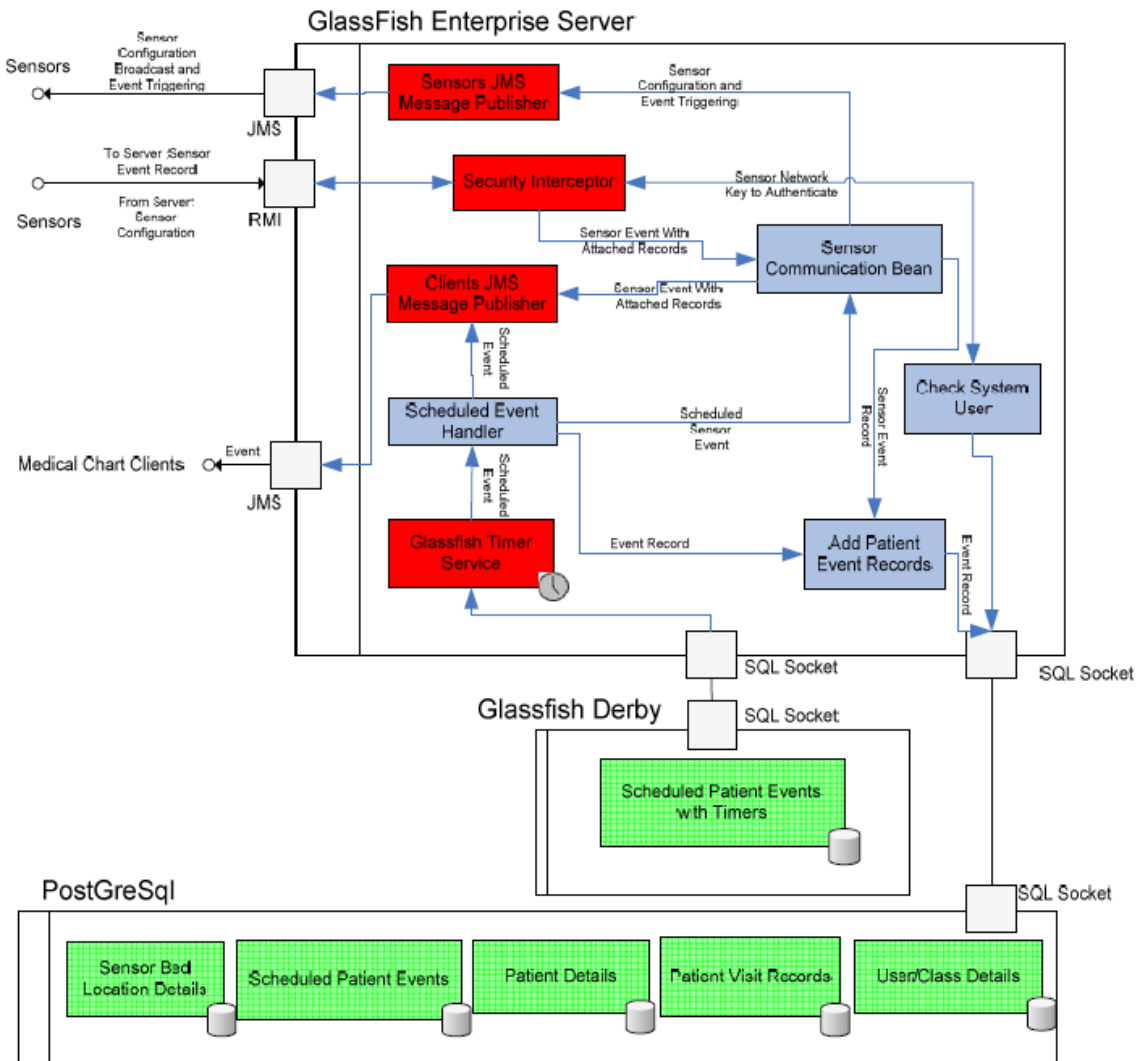 GlassFish Enterprise Server
Sensor
Configuration
Broadcast and
Event Triggering
Sensors
JMS
Sensors JMS
Message Publisher
Sensor
Configuration and
Event Triggering
To Server :Sensor
Event Record
From Server:
Sensor
Configuration
Sensors
RMI
Security Interceptor
Sensor Network
Key to Authenticate
Sensor Event With
Attached Records
Sensor
Communication Bean
Clients JMS
Message Publisher
Sensor Event With
Attached Records
Scheduled
Event
Scheduled Event
Handler
Scheduled
Sensor
Event
Sensor Event
Record
Check System
User
Medical Chart Clients
Event
JMS
Scheduled
Event
Glassfish Timer
Service
Event Record
Add Patient
Event Records
Event Record
SQL Socket
SQL Socket
Glassfish Derby
SQL Socket
Scheduled Patient Events
with Timers
PostGreSql
SQL Socket
Sensor Bed
Location Details
Scheduled Patient Events
Patient Details
Patient Visit Records
User/Class Details